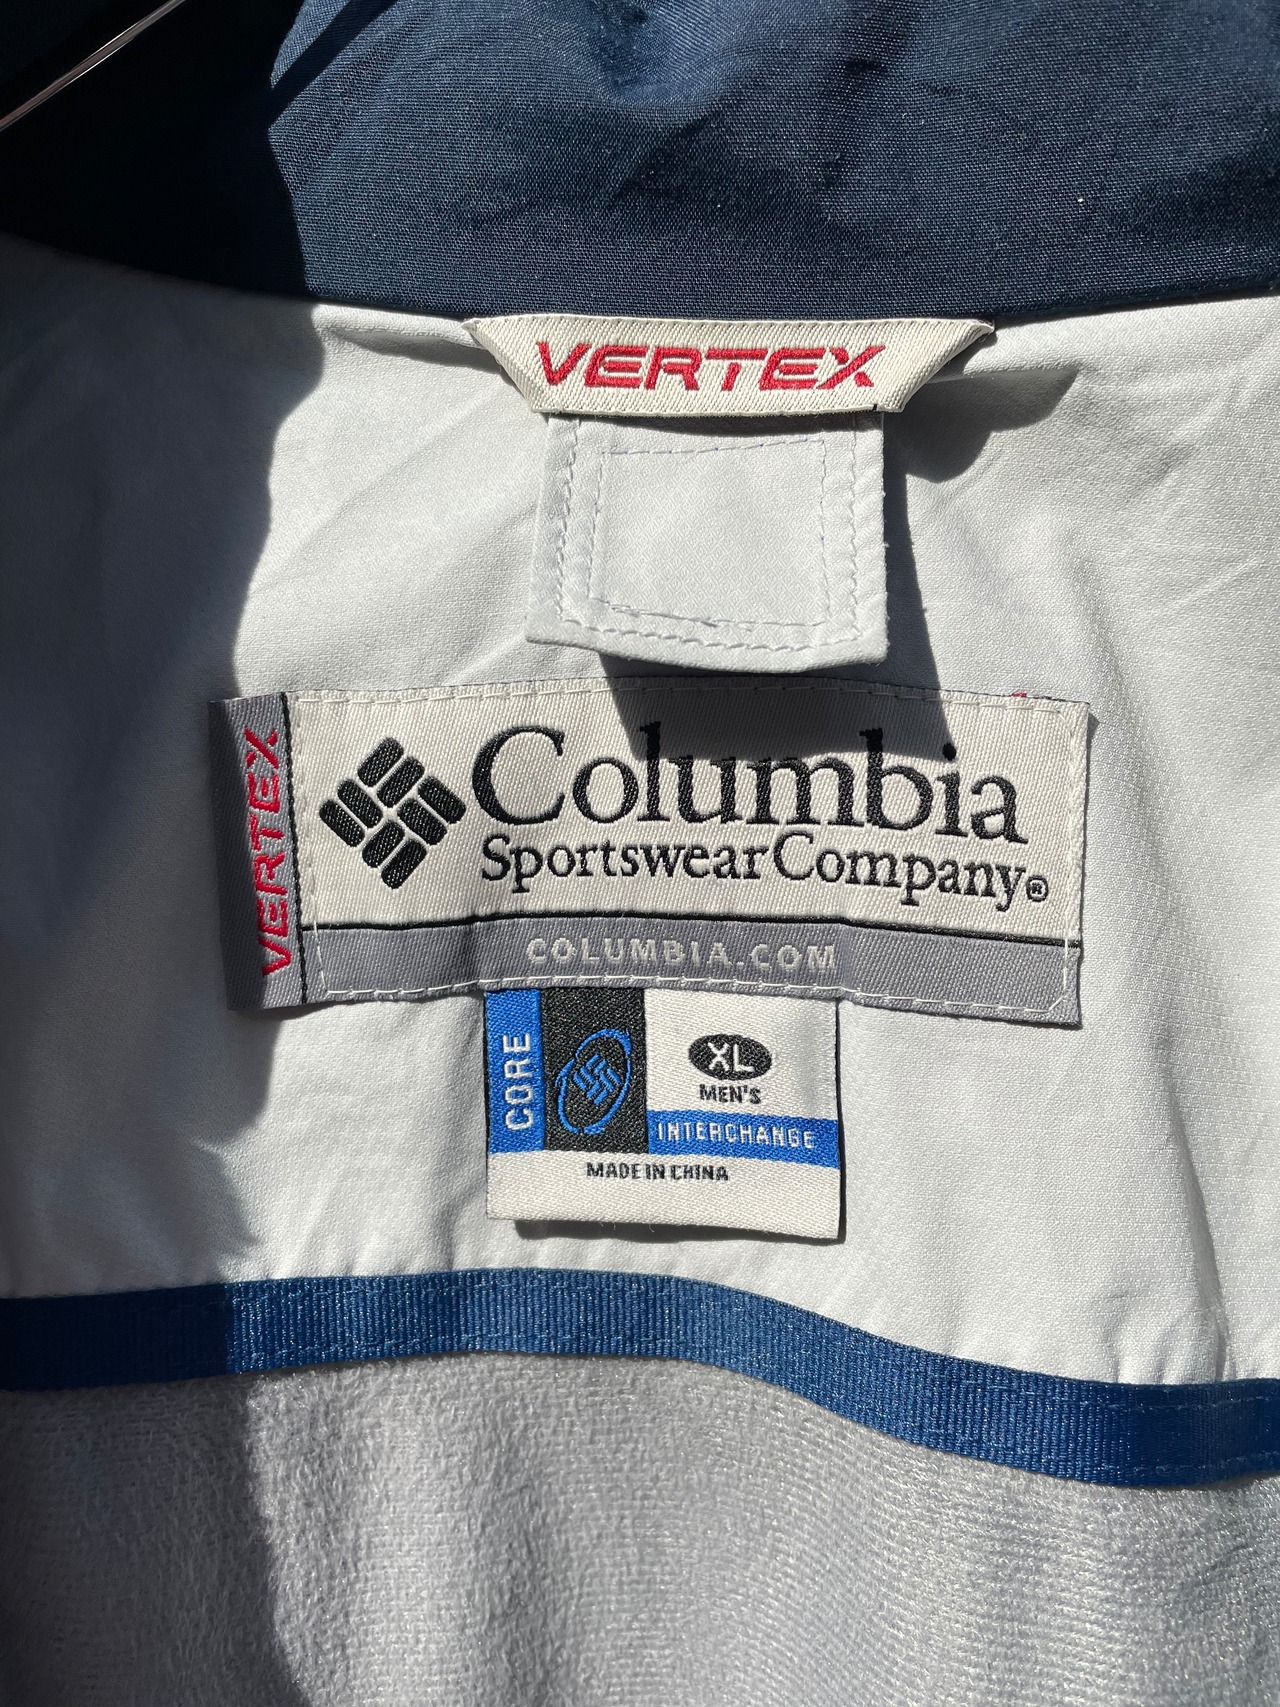 VERTEX
VERTEX
Columbia
Sportswear Company®
COLUMBIA.COM
CORE
XL
MEN'S
INTERCHANGE
MADE IN CHINA